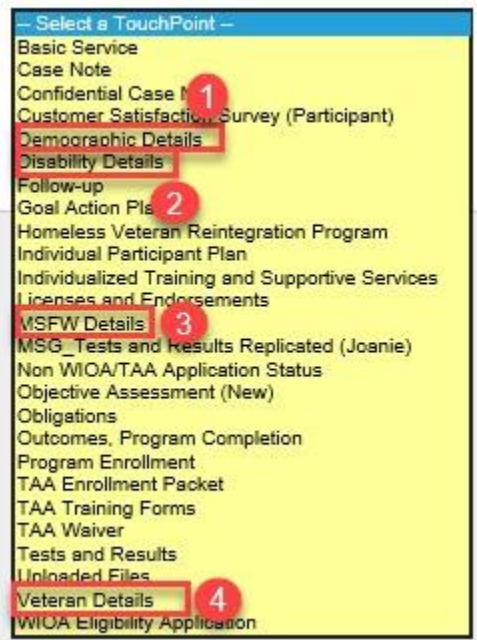 -- Select a TouchPoint --
Basic Service
Case Note
Confidential Case N
1
Customer Satisfaction Survey (Participant)
Demographic Details
Disability Details
Follow-up
Goal Action Pla
2
Homeless Veteran Reintegration Program
Individual Participant Plan
Individualized Training and Supportive Services
Licenses and Endorsements
MSFW Details
3
MSG_Tests and Results Replicated (Joanie)
Non WIOA/TAA Application Status
Objective Assessment (New)
Obligations
Outcomes, Program Completion
Program Enrollment
TAA Enrollment Packet
TAA Training Forms
TAA Waiver
Tests and Results
Uploaded Files
Veteran Details
4
WIOA Eligibility Application